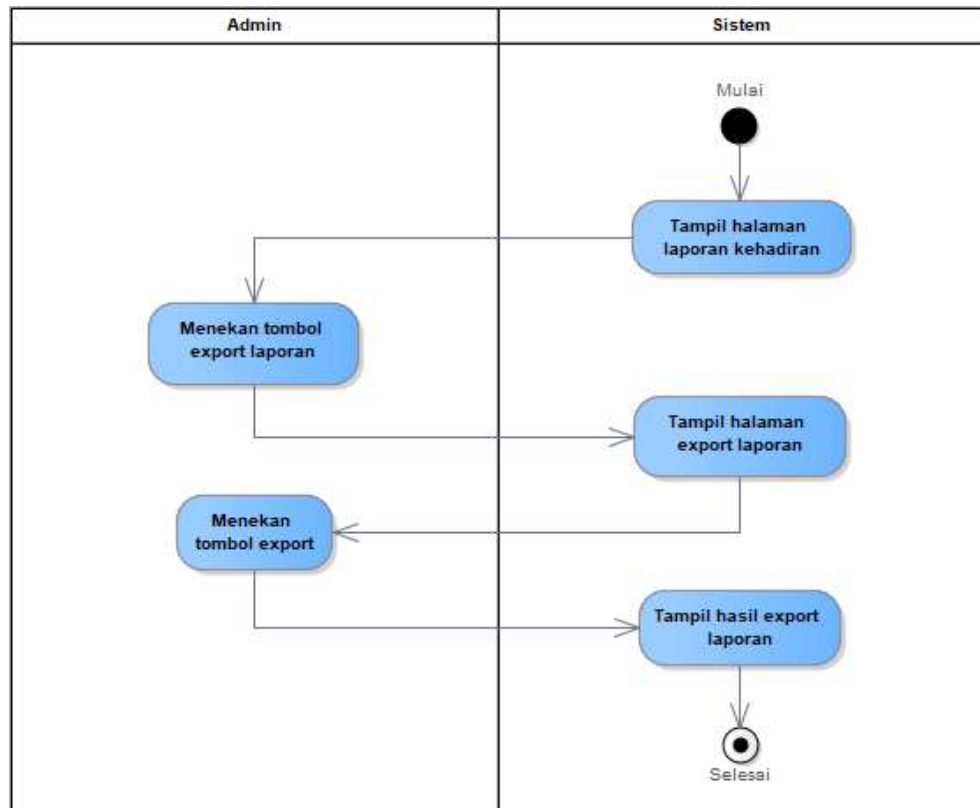 Admin
Sistem
Mulai
Tampil halaman
laporan kehadiran
Menekan tombol
export laporan
Tampil halaman
export laporan
Menekan
tombol export
Tampil hasil export
laporan
Selesai